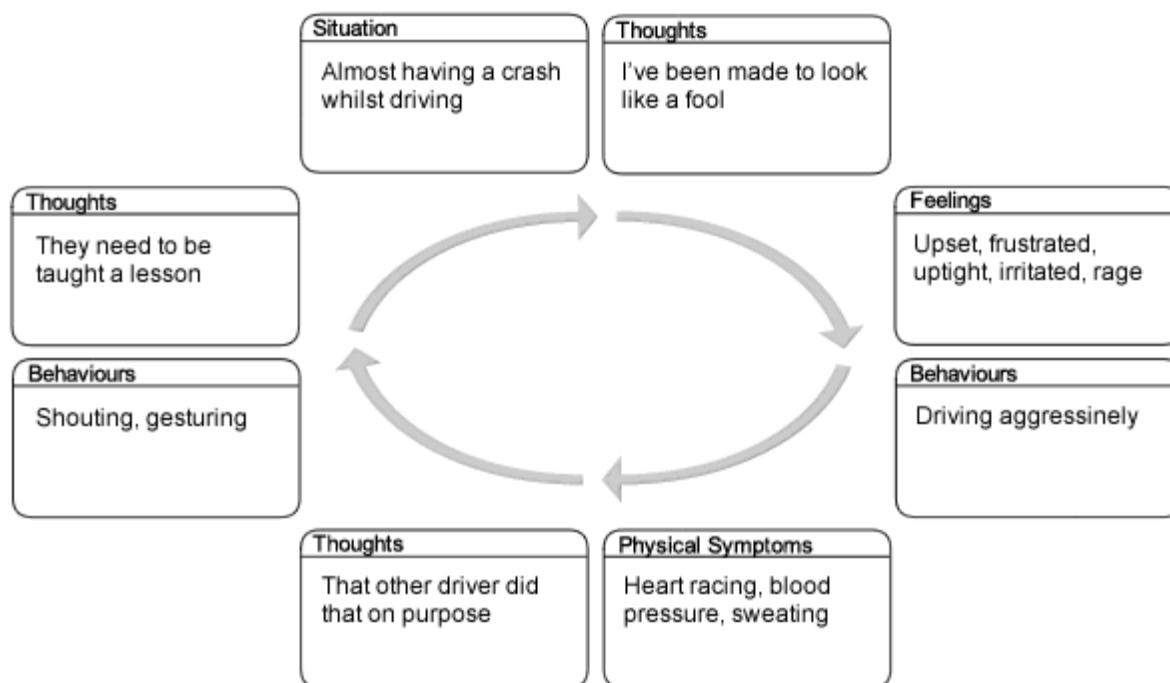 Situation
Almost having a crash
whilst driving
Thoughts
I've been made to look
like a fool
Feelings
Upset, frustrated,
uptight, irritated, rage
Behaviours
Driving aggressinely
Physical Symptoms
Heart racing, blood
pressure, sweating
Thoughts
That other driver did
that on purpose
Behaviours
Shouting, gesturing
Thoughts
They need to be
taught a lesson